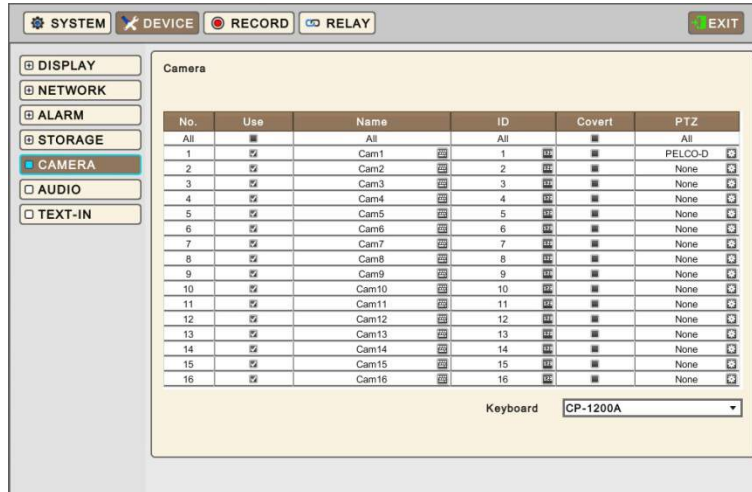 SYSTEM DEVICE RECORD RELAY EXIT
DISPLAY
NETWORK
ALARM
STORAGE
CAMERA
AUDIO
TEXT-IN
Camera
No. Use Name ID Covert PTZ
All All All All
1 Cam1 1 PELCO-D
2 Cam2 2 None
3 Cam3 3 None
4 Cam4 4 None
5 Cam5 5 None
6 Cam6 6 None
7 Cam7 7 None
8 Cam8 8 None
9 Cam9 9 None
10 Cam10 10 None
11 Cam11 11 None
12 Cam12 12 None
13 Cam13 13 None
14 Cam14 14 None
15 Cam15 15 None
16 Cam16 16 None
Keyboard CP-1200A